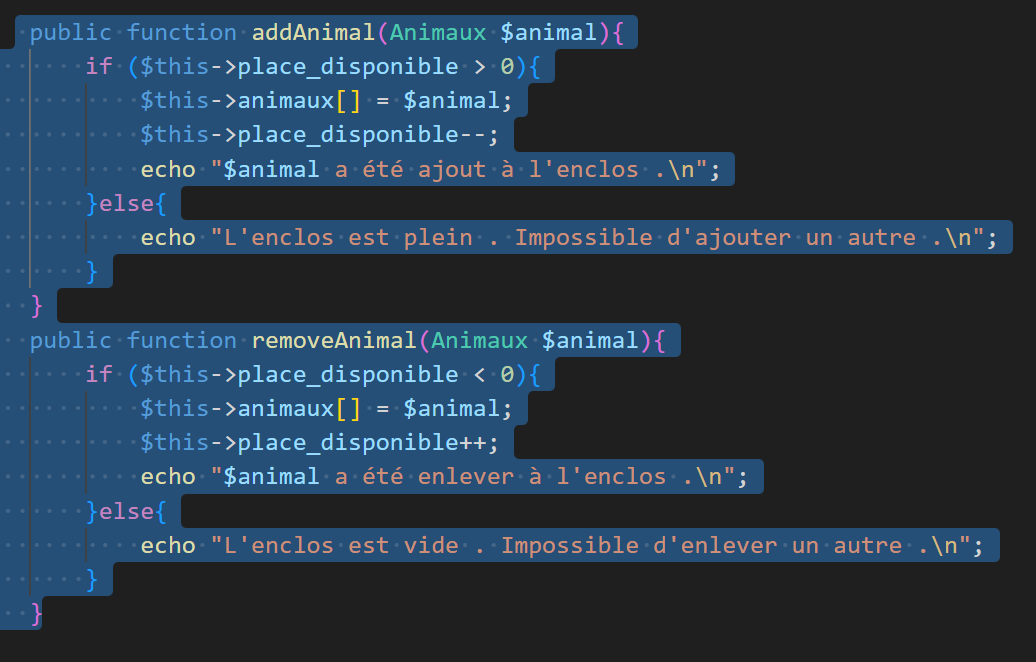 public function addAnimal(Animaux $animal){
if ($this->place_disponible > 0){
$this->animaux[] = $animal;
$this->place_disponible--;
echo "$animal a été ajout à l'enclos .\n";
}else{
echo "L'enclos est plein . Impossible d'ajouter un autre .\n";
}
}
public function removeAnimal(Animaux $animal){
if ($this->place_disponible < 0){
$this->animaux[] = $animal;
$this->place_disponible++;
echo "$animal a été enlever à l'enclos .\n";
}else{
echo "L'enclos est vide . Impossible d'enlever un autre .\n";
}
}